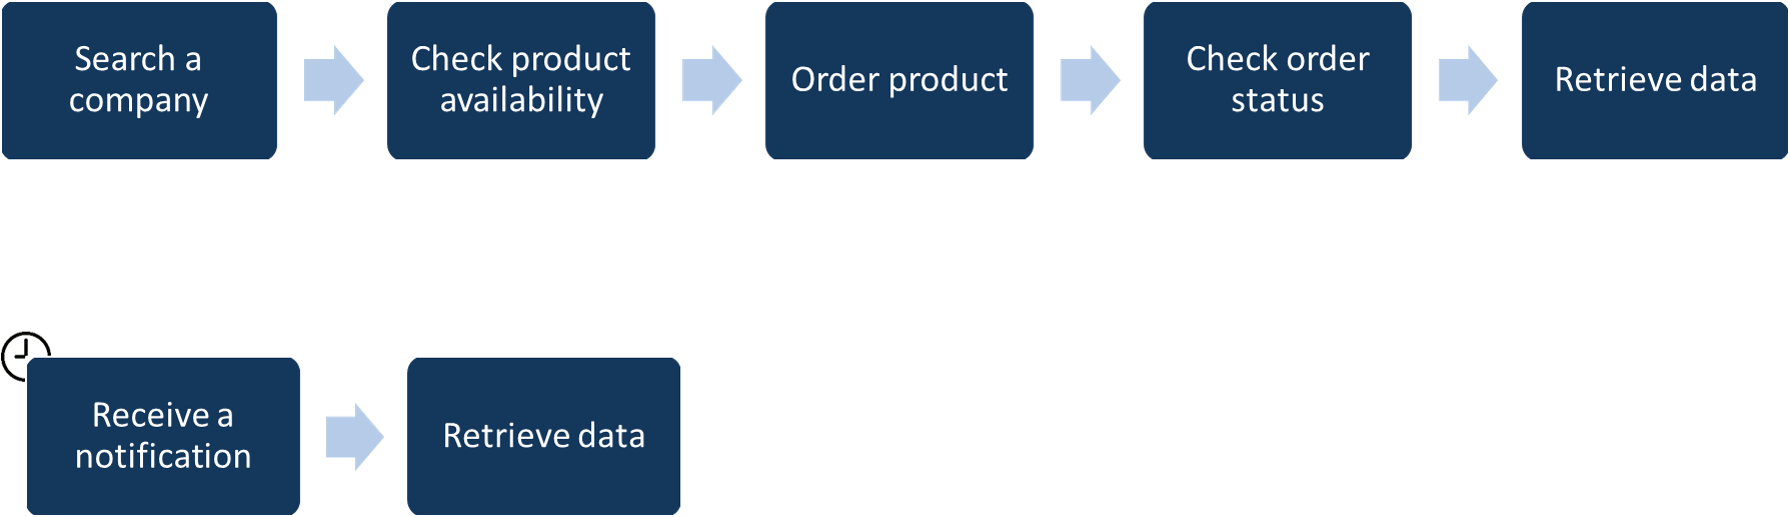 Search a
company
Check product
availability
Order product
Check order
status
Retrieve data
Receive a
notification
Retrieve data